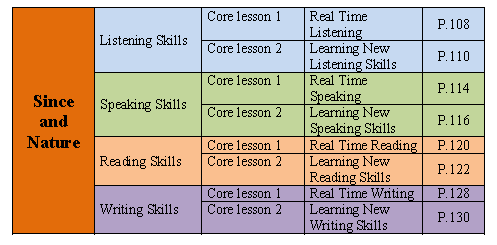 Since
and
Nature
Listening Skills
Core lesson 1
Real Time
Listening
P.108
Core lesson 2
Learning New
Listening Skills
P.110
Speaking Skills
Core lesson 1
Real Time
Speaking
P.114
Core lesson 2
Learning New
Speaking Skills
P.116
Reading Skills
Core lesson 1
Real Time Reading
P.120
Core lesson 2
Learning New
Reading Skills
P.122
Writing Skills
Core lesson 1
Real Time Writing
P.128
Core lesson 2
Learning New
Writing Skills
P.130